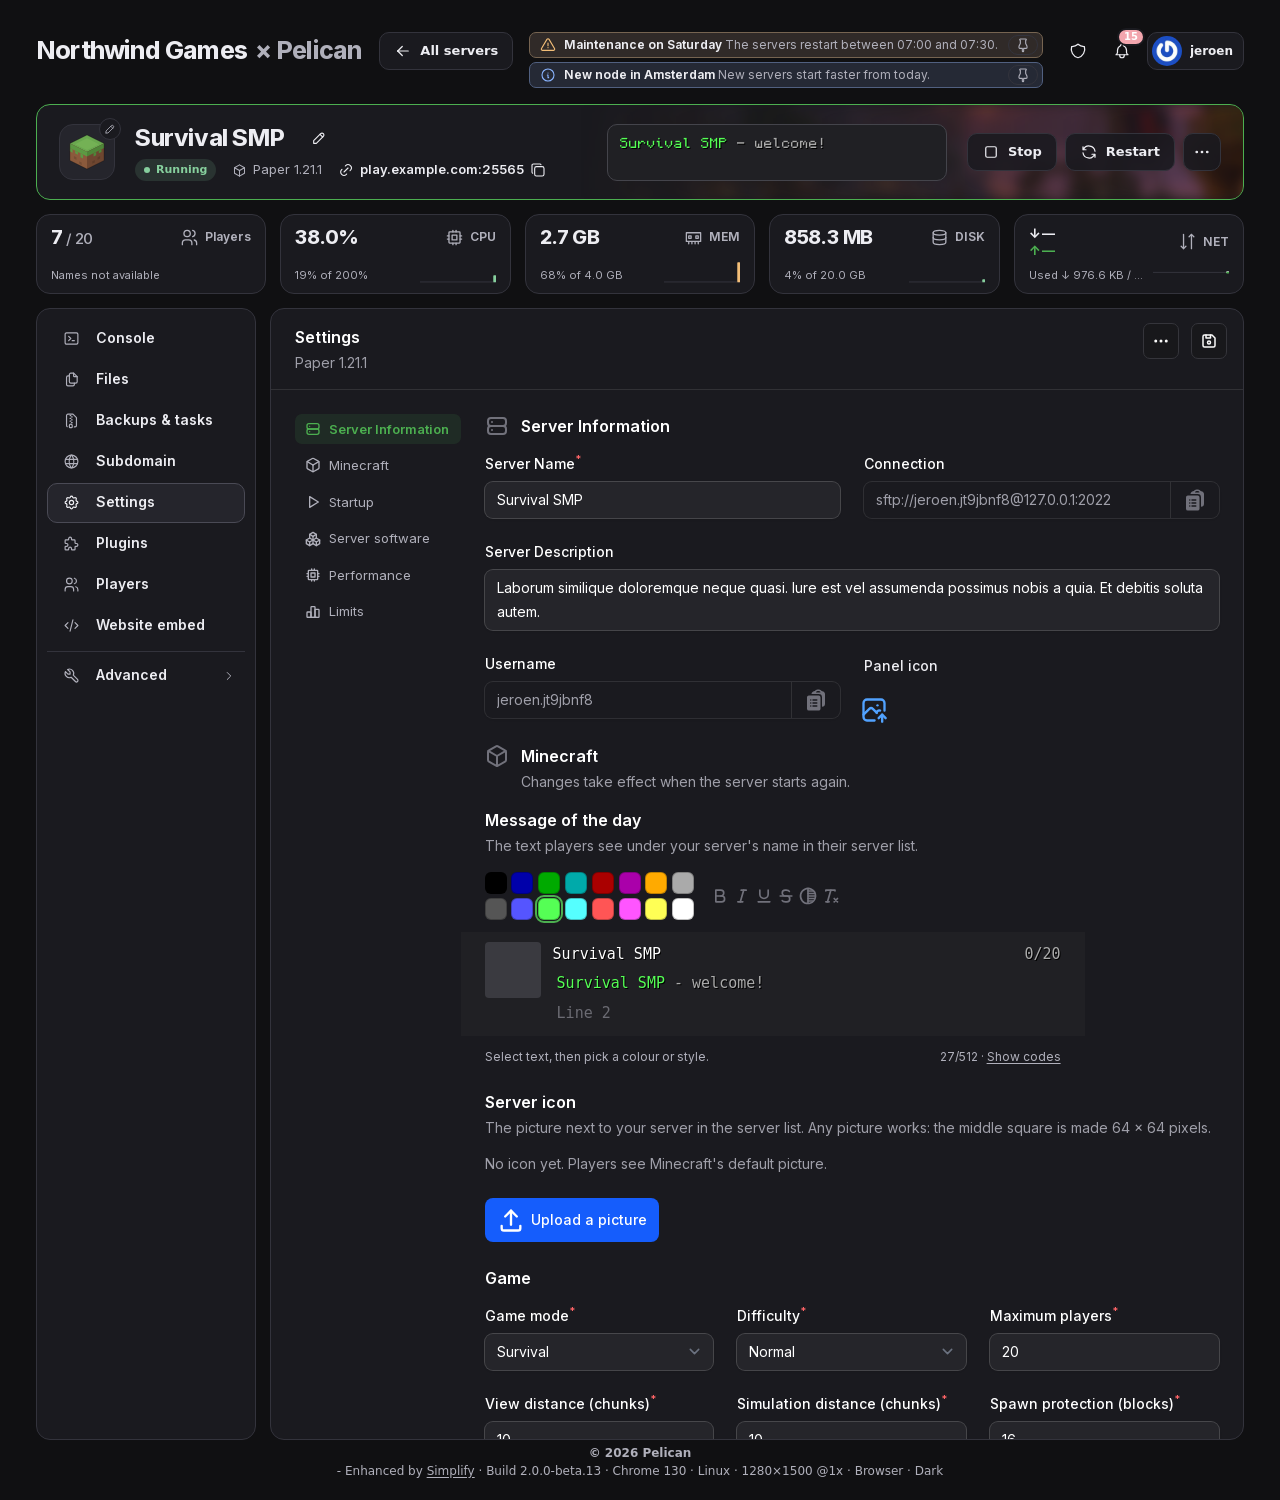 Northwind Games × Pelican
All servers
Maintenance on Saturday The servers restart between 07:00 and 07:30.
New node in Amsterdam New servers start faster from today.
15
jeroen
Survival SMP
Running
Paper 1.21.1
play.example.com:25565
Survival SMP - welcome!
Stop
Restart
7 / 20
Players
Names not available
38.0%
CPU
19% of 200%
2.7 GB
MEM
68% of 4.0 GB
858.3 MB
DISK
4% of 20.0 GB
↓—
↑—
NET
Used ↓ 976.6 KB / ...
Console
Files
Backups & tasks
Subdomain
Settings
Plugins
Players
Website embed
Advanced
Settings
Paper 1.21.1
Server Information
Minecraft
Startup
Server software
Performance
Limits
Server Information
Server Name*
Connection
Survival SMP
sftp://jeroen.jt9jbnf8@127.0.0.1:2022
Server Description
Laborum similique doloremque neque quasi. Iure est vel assumenda possimus nobis a quia. Et debitis soluta
autem.
Username
Panel icon
jeroen.jt9jbnf8
Minecraft
Changes take effect when the server starts again.
Message of the day
The text players see under your server's name in their server list.
B I U S T
Survival SMP
0/20
Survival SMP - welcome!
Line 2
Select text, then pick a colour or style.
27/512 · Show codes
Server icon
The picture next to your server in the server list. Any picture works: the middle square is made 64 × 64 pixels.
No icon yet. Players see Minecraft's default picture.
Upload a picture
Game
Game mode*
Difficulty*
Maximum players*
Survival
Normal
20
View distance (chunks)*
Simulation distance (chunks)*
Spawn protection (blocks)*
10
10
16
© 2026 Pelican
- Enhanced by Simplify · Build 2.0.0-beta.13 · Chrome 130 · Linux · 1280×1500 @1x · Browser · Dark